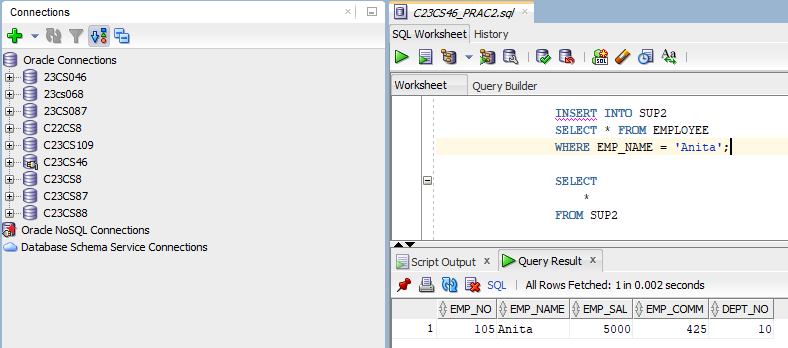 Connections
Oracle Connections
23CS046
23cs068
23CS087
C22CS8
C23CS109
C23CS46
C23CS8
C23CS87
C23CS88
Oracle NoSQL Connections
Database Schema Service Connections
C23CS46_PRAC2.sql
SQL Worksheet History
Worksheet Query Builder
INSERT INTO SUP2
SELECT * FROM EMPLOYEE
WHERE EMP_NAME = 'Anita';
SELECT
*
FROM SUP2
Script Output x Query Result x
SQL | All Rows Fetched: 1 in 0.002 seconds
EMP_NO EMP_NAME EMP_SAL EMP_COMM DEPT_NO
1 105 Anita 5000 425 10